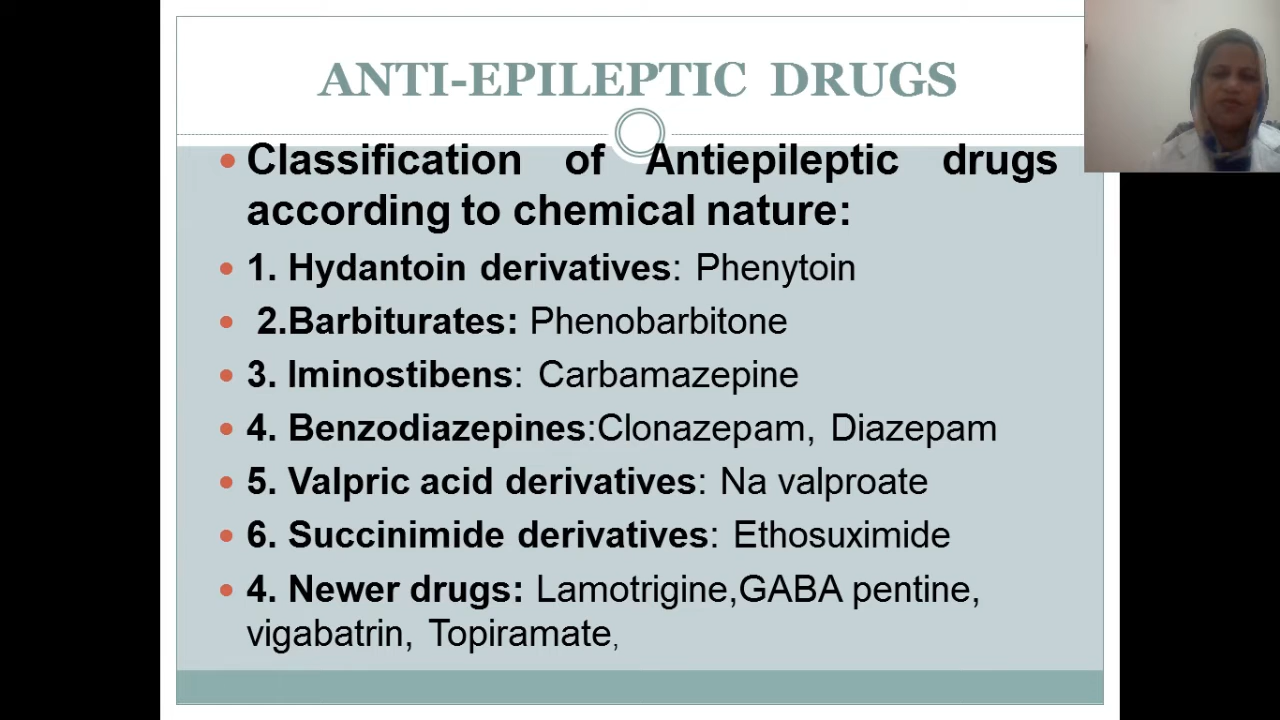 ANTI-EPILEPTIC DRUGS
• Classification of Antiepileptic drugs
according to chemical nature:
• 1. Hydantoin derivatives: Phenytoin
• 2.Barbiturates: Phenobarbitone
• 3. Iminostibens: Carbamazepine
• 4. Benzodiazepines:Clonazepam, Diazepam
• 5. Valpric acid derivatives: Na valproate
• 6. Succinimide derivatives: Ethosuximide
• 4. Newer drugs: Lamotrigine,GABA pentine,
vigabatrin, Topiramate,